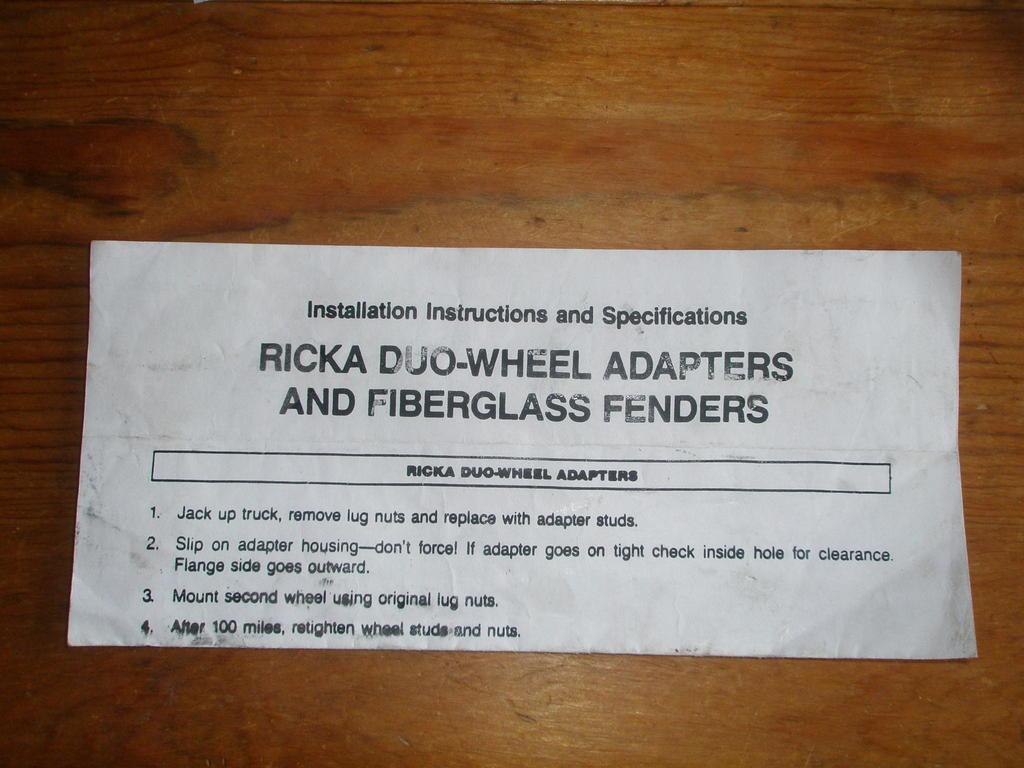 Installation Instructions and Specifications
RICKA DUO-WHEEL ADAPTERS
AND FIBERGLASS FENDERS
RICKA DUO-WHEEL ADAPTERS
1. Jack up truck, remove lug nuts and replace with adapter studs.
2. Slip on adapter housing—don't force! If adapter goes on tight check inside hole for clearance.
Flange side goes outward.
3. Mount second wheel using original lug nuts.
4. After 100 miles, retighten wheel studs and nuts.